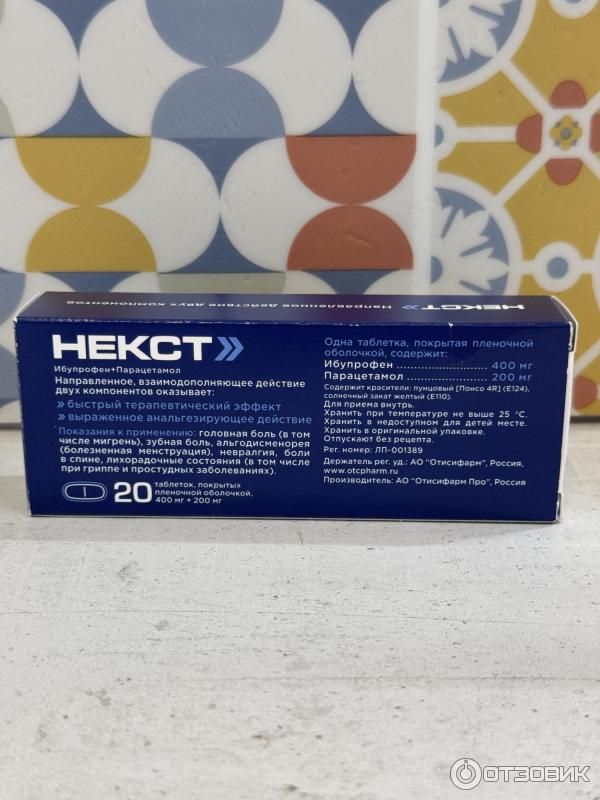 НЕКСТ Направленное действие двух компонентов
НЕКСТ
Ибупрофен+Парацетамол
Направленное, взаимодополняющее действие
двух компонентов оказывает:
» быстрый терапевтический эффект
» выраженное анальгезирующее действие
*Показания к применению: головная боль (в том
числе мигрень), зубная боль, альгодисменорея
(болезненная менструация), невралгия, боли
в спине, лихорадочные состояния (в том числе
при гриппе и простудных заболеваниях).
20 таблеток, покрытых
пленочной оболочкой,
400 мг + 200 мг
Одна таблетка, покрытая пленочной
оболочкой, содержит:
Ибупрофен 400 мг
Парацетамол 200 мг
Содержит красители: пунцовый [Понсо 4R] (Е124),
солнечный закат желтый (Е110).
Для приема внутрь.
Хранить при температуре не выше 25 °С.
Хранить в недоступном для детей месте.
Хранить в оригинальной упаковке.
Отпускают без рецепта.
Рег. номер: ЛП-001389
Держатель рег. уд.: АО "Отисифарм", Россия,
www.otcpharm.ru
Производитель: АО "Отисифарм Про", Россия
ОТЗОВИК